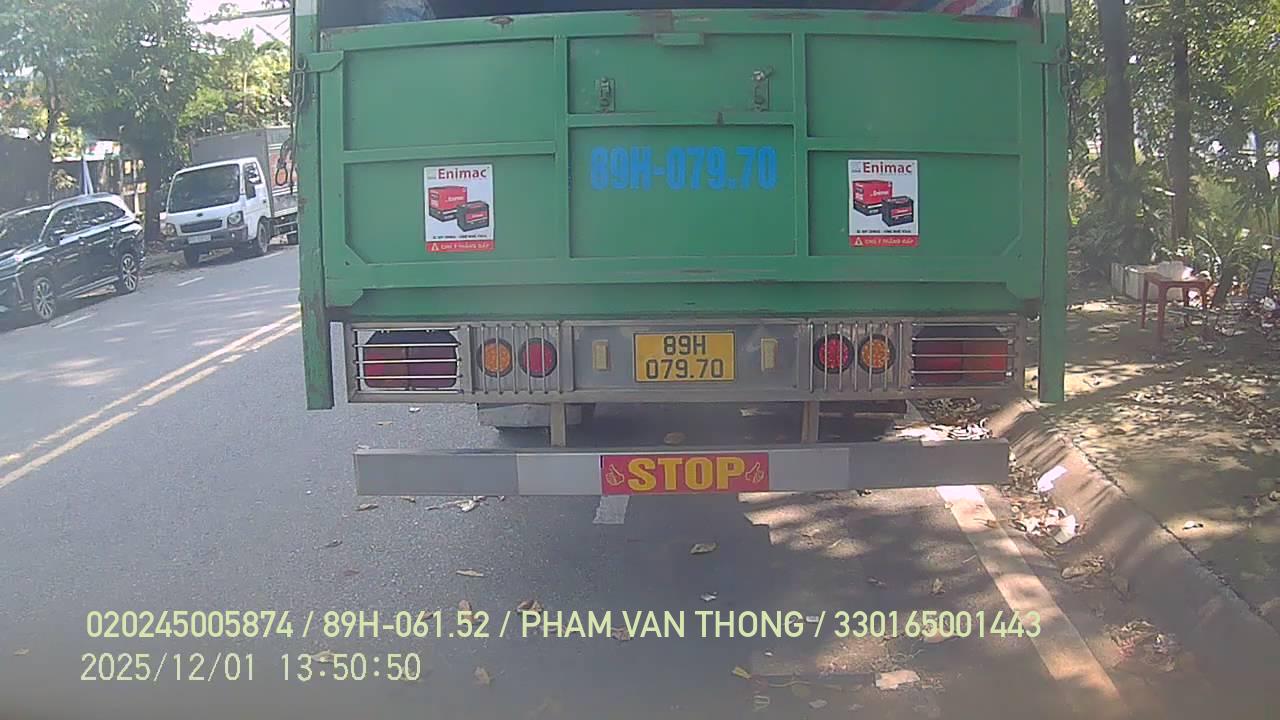 89H-079.70
Enimac
Enimac
89H
079.70
STOP
020245005874 / 89H-061.52 / PHAM VAN THONG / 330165001443
2025/12/01 13:50:50